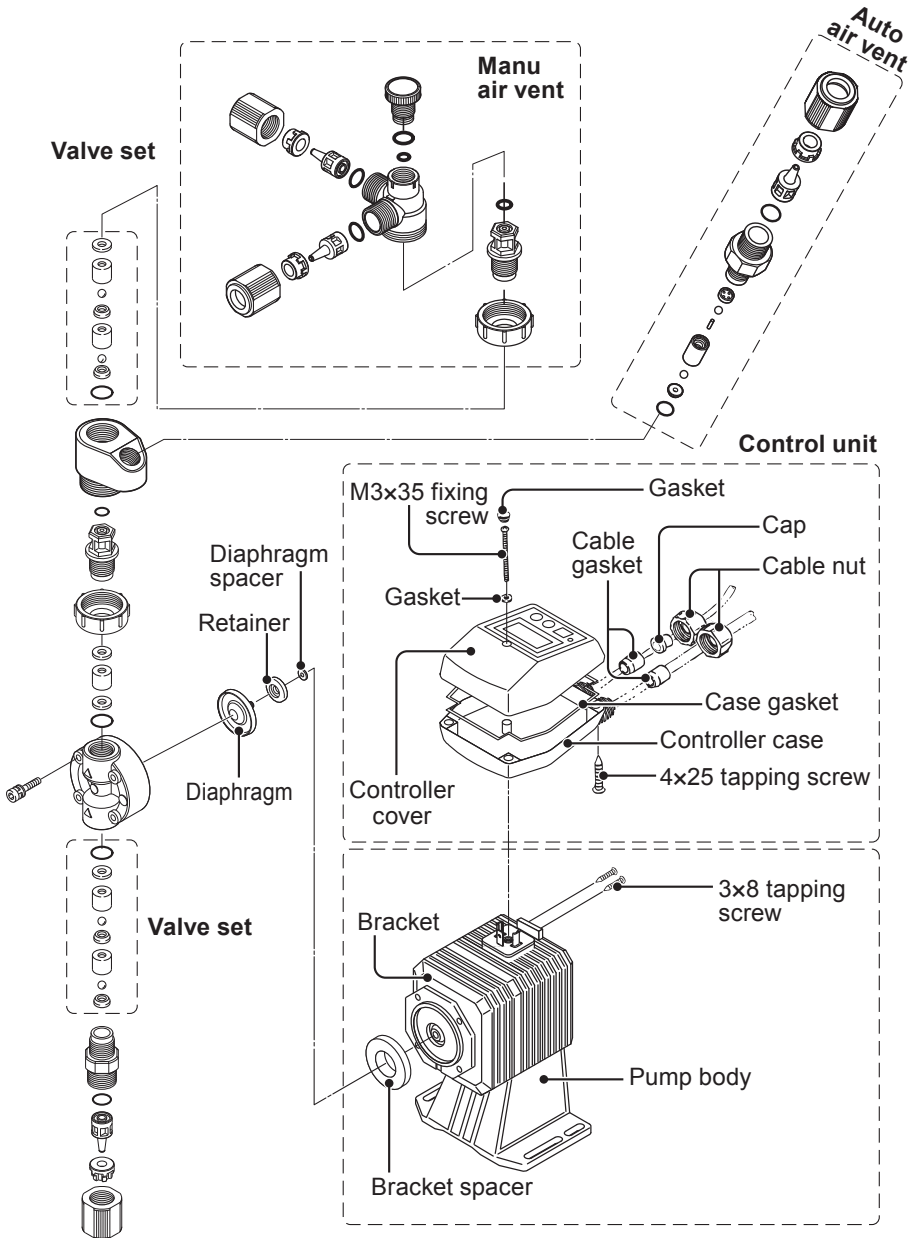 Auto
air vent
Manu
air vent
Valve set
Control unit
M3×35 fixing
screw
Gasket
Cap
Cable
gasket
Cable nut
Diaphragm
spacer
Gasket
Retainer
Case gasket
Controller case
Diaphragm
Controller
cover
4×25 tapping screw
3×8 tapping
screw
Valve set
Bracket
Pump body
Bracket spacer